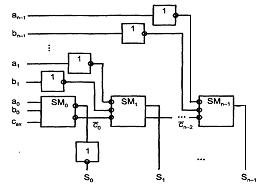 aₙ₋₁ 1
bₙ₋₁ 1
⋮
a₁ 1
b₁ 1
a₀ SM₀ SM₁ SMₙ₋₁
b₀
c̄₀ ... c̄ₙ₋₂
1
...
S₀ S₁ Sₙ₋₁